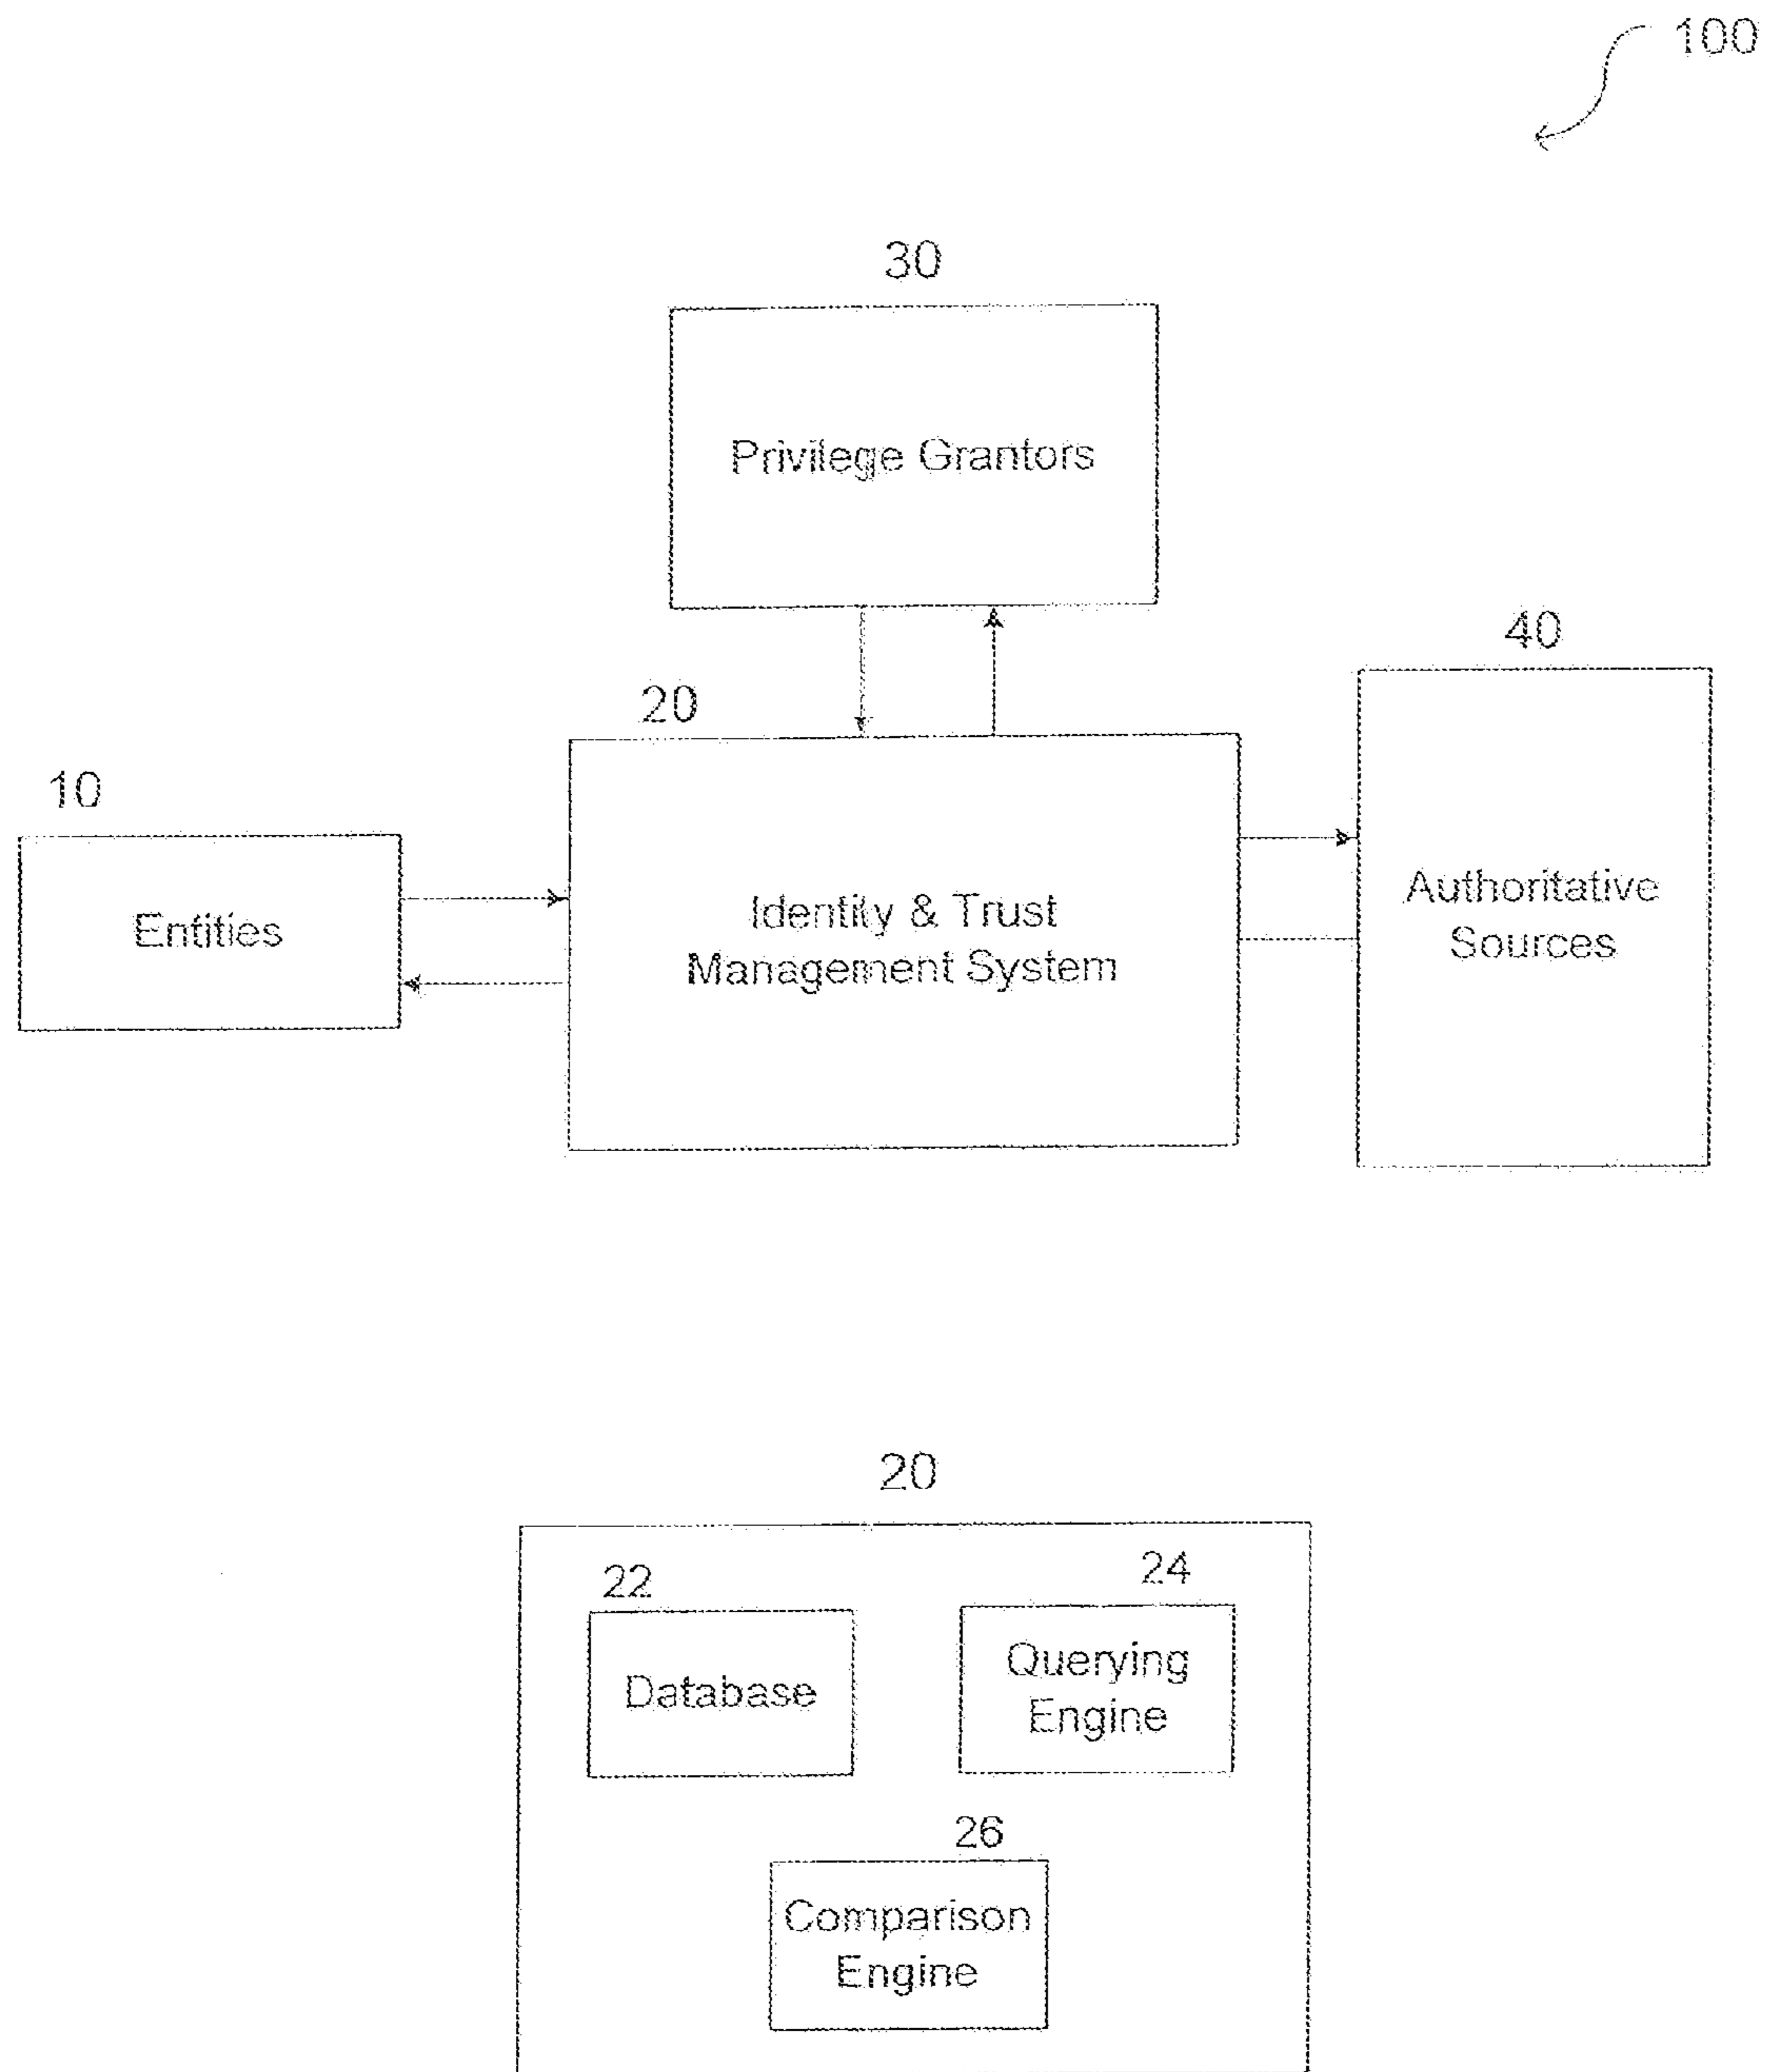 100
30
Privilege Grantors
40
20
10
Authoritative
Sources
Identity & Trust
Management System
Entities
20
22
24
Database
Querying
Engine
26
Comparison
Engine